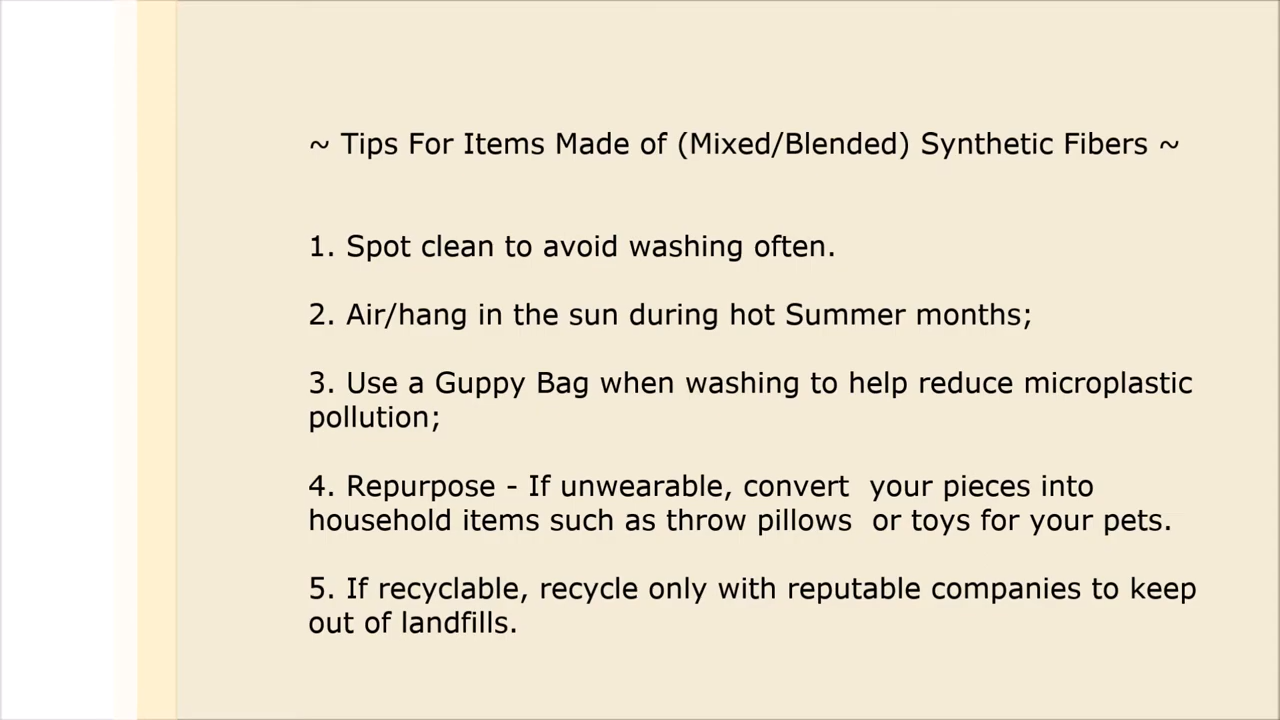 ~ Tips For Items Made of (Mixed/Blended) Synthetic Fibers ~
1. Spot clean to avoid washing often.
2. Air/hang in the sun during hot Summer months;
3. Use a Guppy Bag when washing to help reduce microplastic
pollution;
4. Repurpose - If unwearable, convert  your pieces into
household items such as throw pillows  or toys for your pets.
5. If recyclable, recycle only with reputable companies to keep
out of landfills.